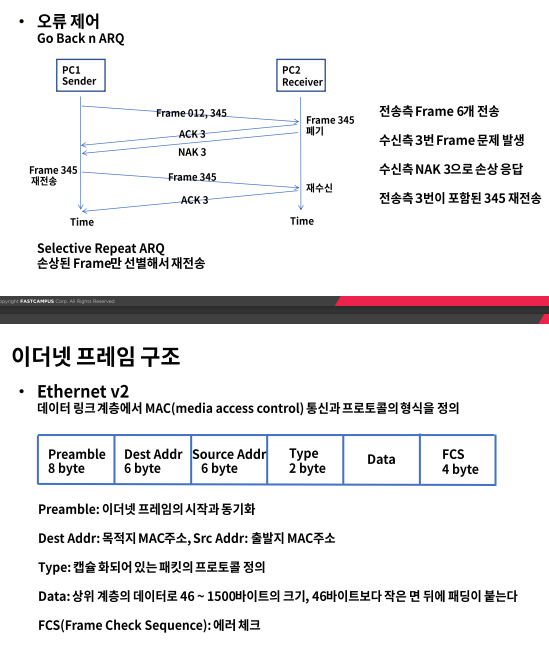 • 오류 제어
Go Back n ARQ
PC1
Sender
PC2
Receiver
Frame 012, 345
ACK 3
NAK 3
Frame 345
폐기
Frame 345
재전송
Frame 345
재수신
ACK 3
Time
Time
전송측 Frame 6개 전송
수신측 3번 Frame 문제 발생
수신측 NAK 3으로 손상 응답
전송측 3번이 포함된 345 재전송
Selective Repeat ARQ
손상된 Frame만 선별해서 재전송
opyright FASTCAMPUS Corp. All Rights Reserved
이더넷 프레임 구조
• Ethernet v2
데이터 링크 계층에서 MAC(media access control) 통신과 프로토콜의 형식을 정의
Preamble
8 byte
Dest Addr
6 byte
Source Addr
6 byte
Type
2 byte
Data
FCS
4 byte
Preamble: 이더넷 프레임의 시작과 동기화
Dest Addr: 목적지 MAC주소, Src Addr: 출발지 MAC주소
Type: 캡슐 화되어 있는 패킷의 프로토콜 정의
Data: 상위 계층의 데이터로 46 ~ 1500바이트의 크기, 46바이트보다 작은 면 뒤에 패딩이 붙는다
FCS(Frame Check Sequence): 에러 체크